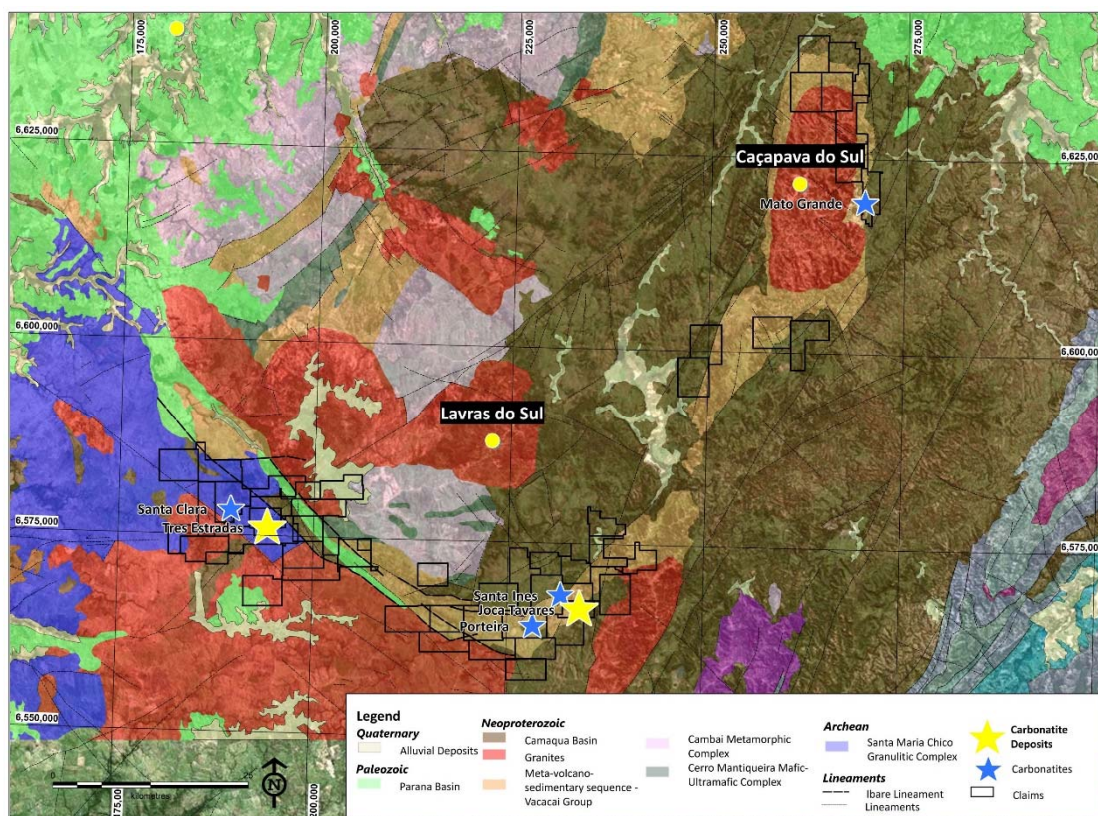 175,000
200,000
225,000
250,000
275,000
6,625,000
6,625,000
Caçapava do Sul
Mato Grande
6,600,000
6,600,000
Lavras do Sul
Santa Clara
Tres Estradas
6,575,000
6,575,000
Santa Ines
Joca Tavares
Porteira
6,550,000
175,000
200,000
0
25
kilometres
N
Legend
Quaternary
Alluvial Deposits
Paleozoic
Parana Basin
Neoproterozoic
Camaqua Basin
Granites
Meta-volcano-
sedimentary sequence -
Vacacai Group
Cambai Metamorphic
Complex
Cerro Mantiqueira Mafic-
Ultramafic Complex
Archean
Santa Maria Chico
Granulitic Complex
Lineaments
Ibare Lineament
Lineaments
Carbonatite
Deposits
Carbonatites
Claims